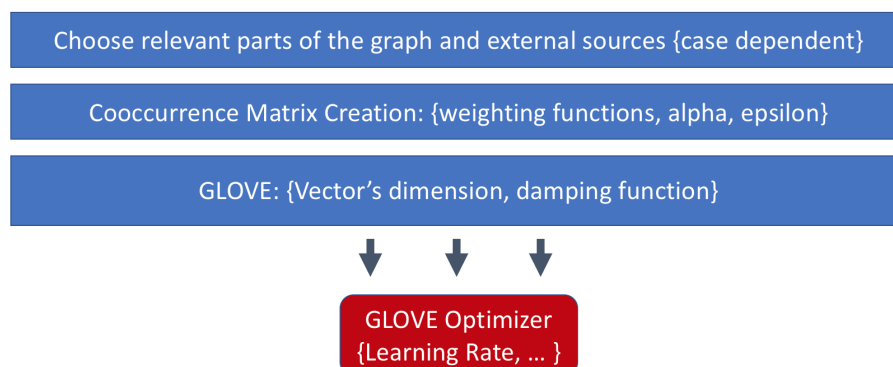 Choose relevant parts of the graph and external sources {case dependent}
Cooccurrence Matrix Creation: {weighting functions, alpha, epsilon}
GLOVE: {Vector’s dimension, damping function}
GLOVE Optimizer
{Learning Rate, ... }